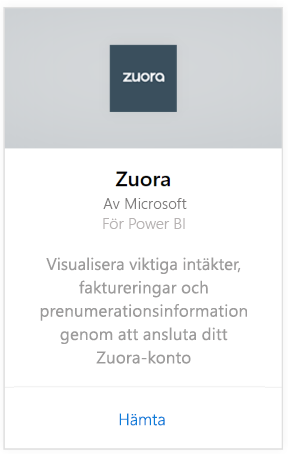 zuora
Zuora
Av Microsoft
För Power BI
Visualisera viktiga intäkter,
faktureringar och
prenumerationsinformation
genom att ansluta ditt
Zuora-konto
Hämta